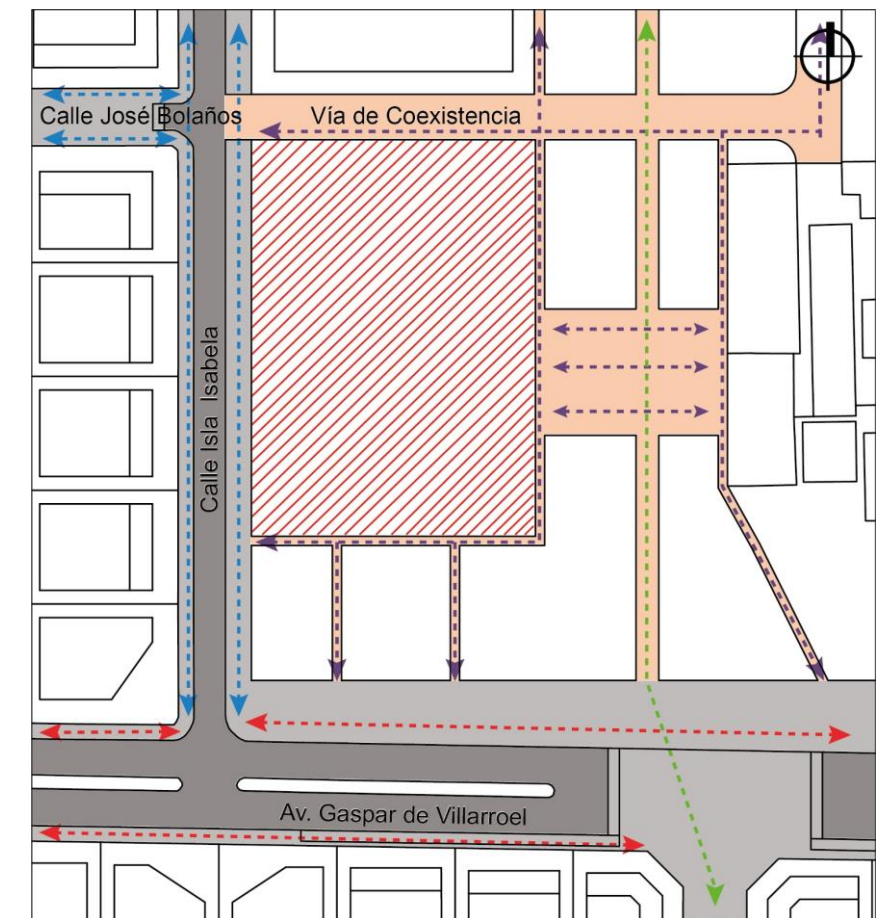 Calle José Bolaños
Vía de Coexistencia
Calle Isla Isabela
Av. Gaspar de Villarroel